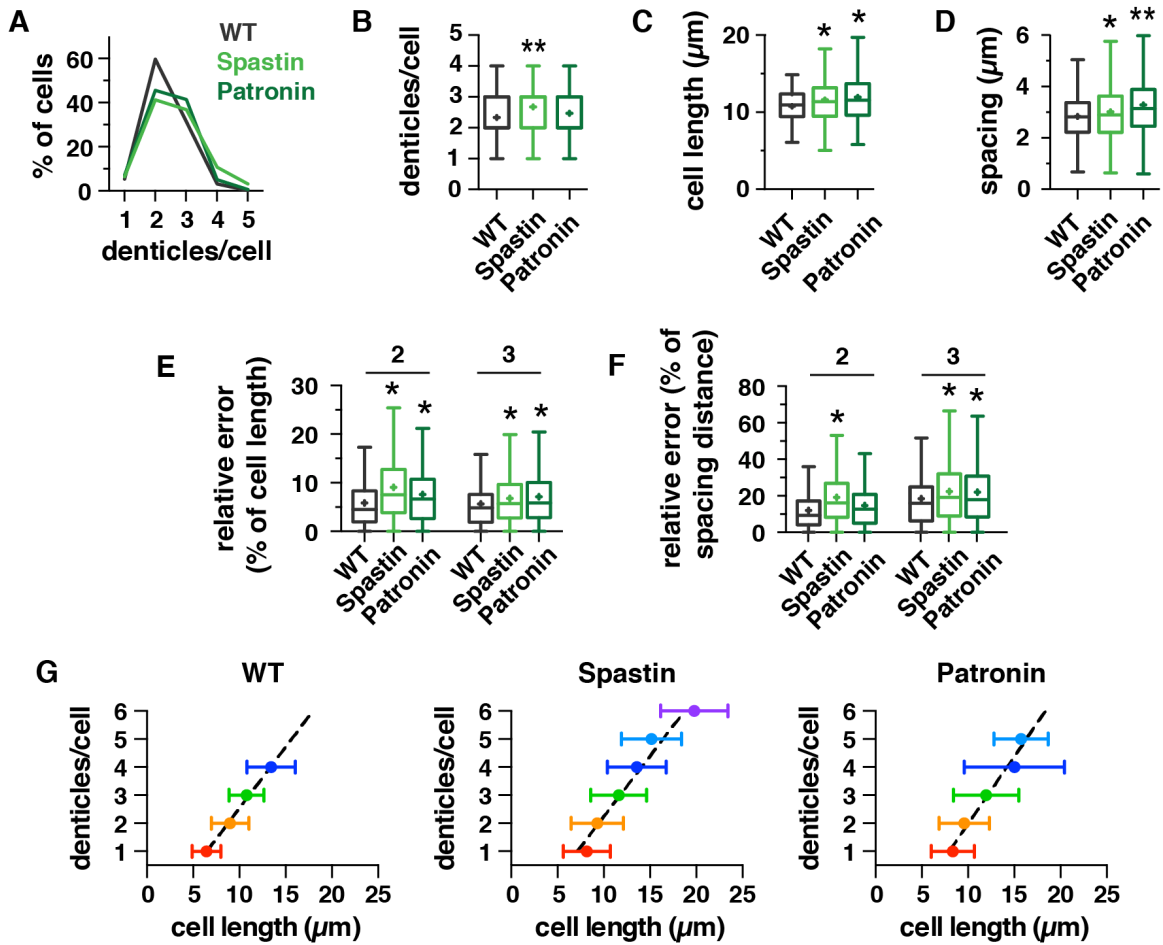 A
WT
Spastin
Patronin
% of cells
60
40
20
0
1 2 3 4 5
denticles/cell
B
**
denticles/cell
5
4
3
2
1
0
WT
Spastin
Patronin
C
* *
cell length (µm)
20
10
0
WT
Spastin
Patronin
D
* **
spacing (µm)
6
4
2
0
WT
Spastin
Patronin
E
2 3
* * * *
relative error
(% of cell length)
30
20
10
0
WT
Spastin
Patronin
WT
Spastin
Patronin
F
2 3
* * *
relative error (% of
spacing distance)
80
60
40
20
0
WT
Spastin
Patronin
WT
Spastin
Patronin
G
WT
denticles/cell
6
5
4
3
2
1
0 5 10 15 20 25
cell length (µm)
Spastin
denticles/cell
6
5
4
3
2
1
0 5 10 15 20 25
cell length (µm)
Patronin
denticles/cell
6
5
4
3
2
1
0 5 10 15 20 25
cell length (µm)